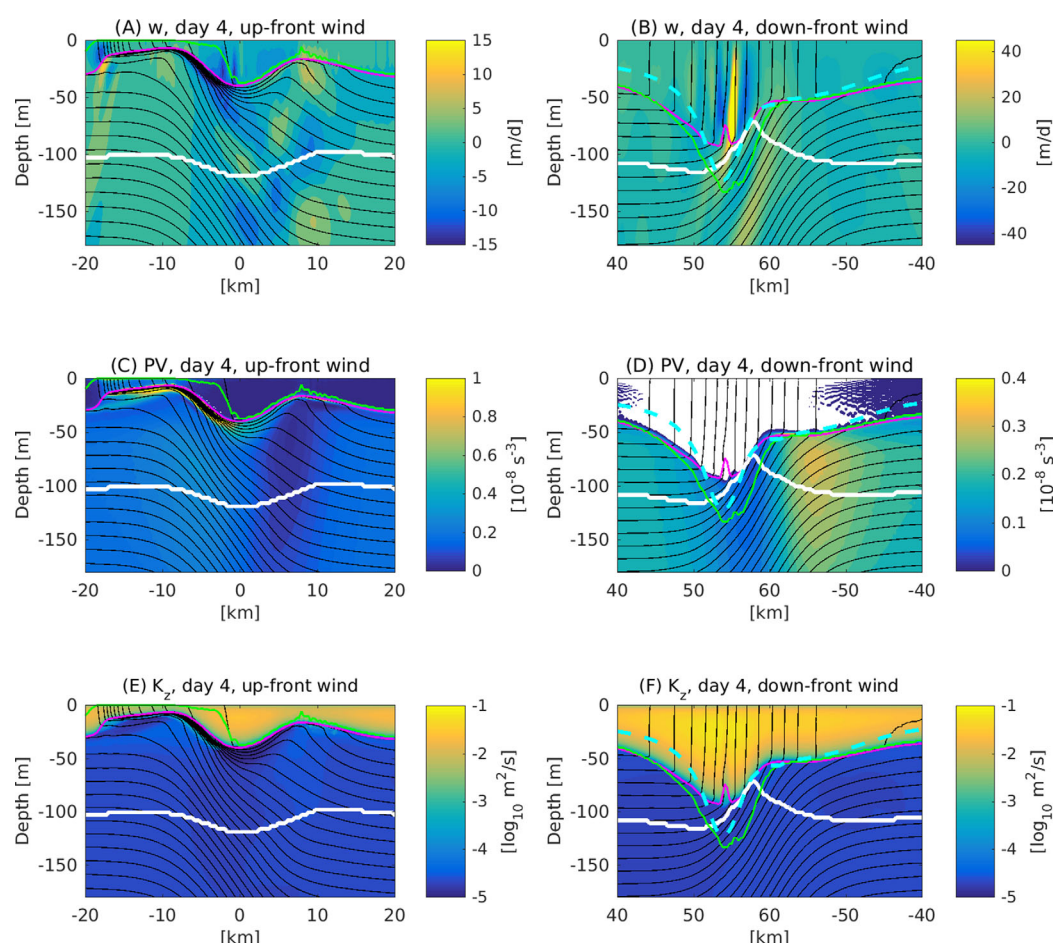 (A) w, day 4, up-front wind
(B) w, day 4, down-front wind
0
-50
-100
-150
Depth [m]
-20 -10 0 10 20
[km]
15
10
5
0
-5
-10
-15
[m/d]
0
-50
-100
-150
Depth [m]
40 50 60 -50 -40
[km]
40
20
0
-20
-40
[m/d]
(C) PV, day 4, up-front wind
(D) PV, day 4, down-front wind
0
-50
-100
-150
Depth [m]
-20 -10 0 10 20
[km]
1
0.8
0.6
0.4
0.2
0
[10⁻⁸ s⁻³]
0
-50
-100
-150
Depth [m]
40 50 60 -50 -40
[km]
0.4
0.3
0.2
0.1
0
[10⁻⁸ s⁻³]
(E) K_z, day 4, up-front wind
(F) K_z, day 4, down-front wind
0
-50
-100
-150
Depth [m]
-20 -10 0 10 20
[km]
-1
-2
-3
-4
-5
[log₁₀ m²/s]
0
-50
-100
-150
Depth [m]
40 50 60 -50 -40
[km]
-1
-2
-3
-4
-5
[log₁₀ m²/s]